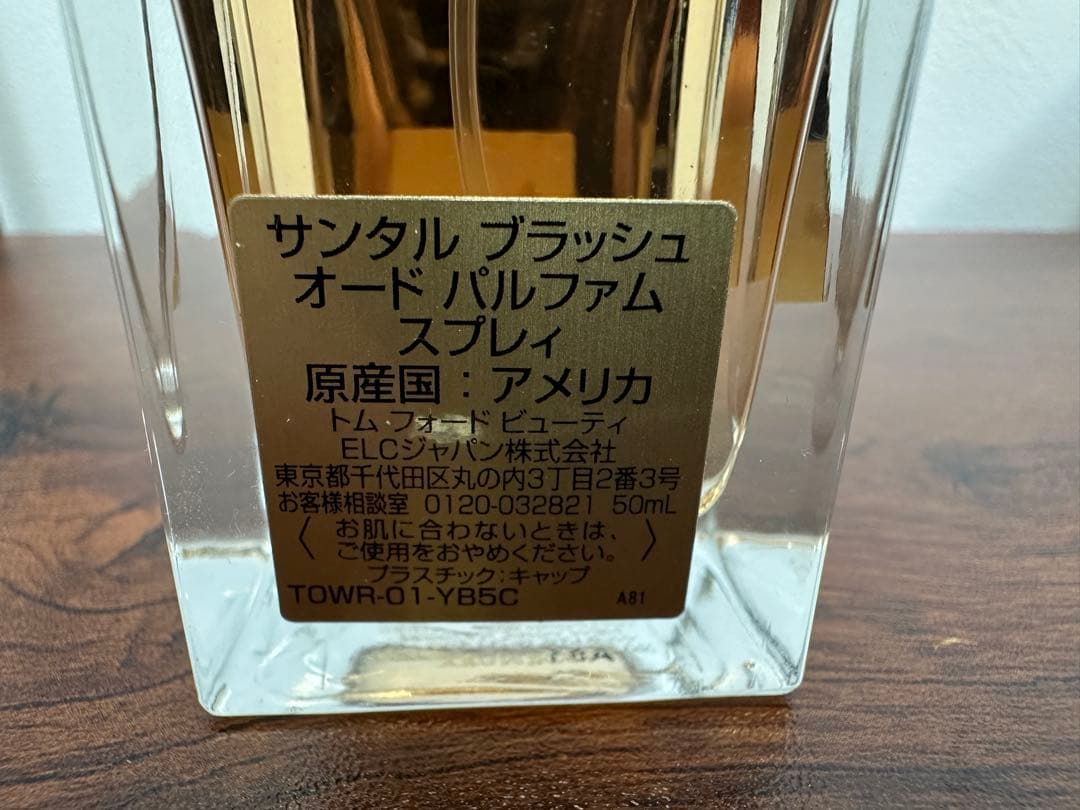 サンタル ブラッシュ
オード パルファム
スプレィ
原産国：アメリカ
トム フォード ビューティ
ELCジャパン株式会社
東京都千代田区丸の内3丁目2番3号
お客様相談室 0120-032821 50mL
〈 お肌に合わないときは、
ご使用をおやめください。 〉
プラスチック：キャップ
TOWR-01-YB5C A81